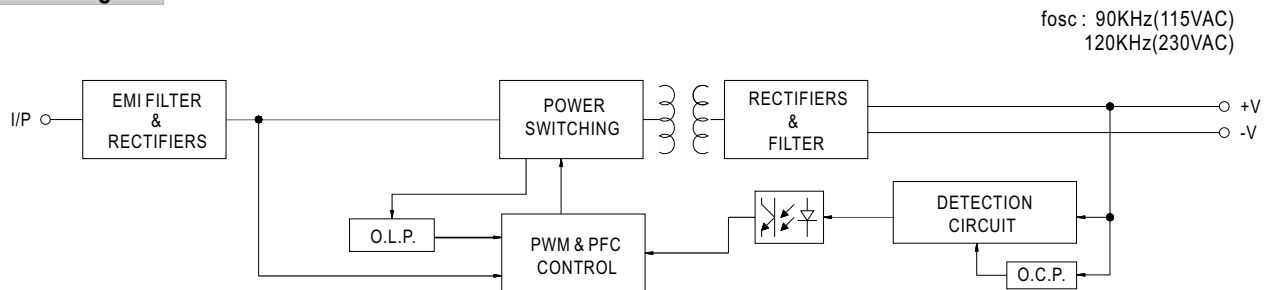 fosc : 90KHz(115VAC)
120KHz(230VAC)
I/P
EMI FILTER
&
RECTIFIERS
POWER
SWITCHING
RECTIFIERS
&
FILTER
+V
-V
O.L.P.
PWM & PFC
CONTROL
DETECTION
CIRCUIT
O.C.P.